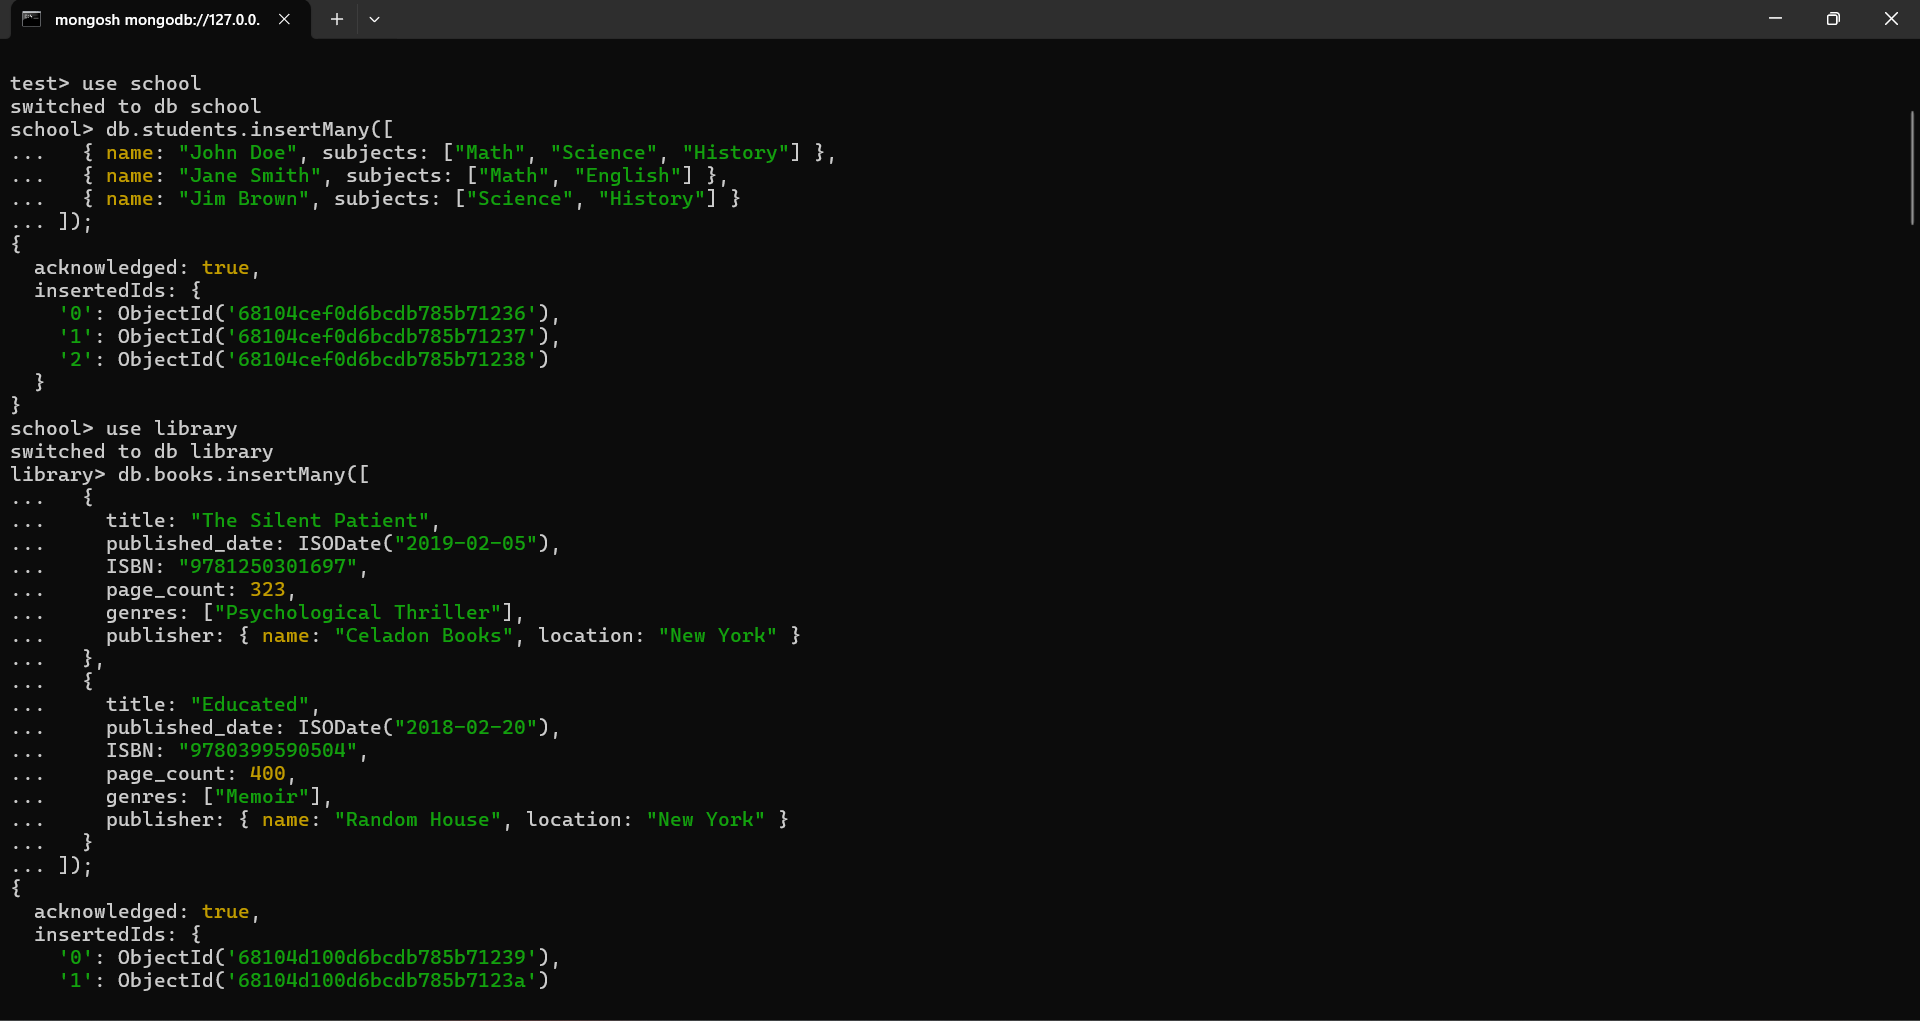 mongosh mongodb://127.0.0.
test> use school
switched to db school
school> db.students.insertMany([
...   { name: "John Doe", subjects: ["Math", "Science", "History"] },
...   { name: "Jane Smith", subjects: ["Math", "English"] },
...   { name: "Jim Brown", subjects: ["Science", "History"] }
... ]);
{
  acknowledged: true,
  insertedIds: {
    '0': ObjectId('68104cef0d6bcdb785b71236'),
    '1': ObjectId('68104cef0d6bcdb785b71237'),
    '2': ObjectId('68104cef0d6bcdb785b71238')
  }
}
school> use library
switched to db library
library> db.books.insertMany([
...   {
...     title: "The Silent Patient",
...     published_date: ISODate("2019-02-05"),
...     ISBN: "9781250301697",
...     page_count: 323,
...     genres: ["Psychological Thriller"],
...     publisher: { name: "Celadon Books", location: "New York" }
...   },
...   {
...     title: "Educated",
...     published_date: ISODate("2018-02-20"),
...     ISBN: "9780399590504",
...     page_count: 400,
...     genres: ["Memoir"],
...     publisher: { name: "Random House", location: "New York" }
...   }
... ]);
{
  acknowledged: true,
  insertedIds: {
    '0': ObjectId('68104d100d6bcdb785b71239'),
    '1': ObjectId('68104d100d6bcdb785b7123a')